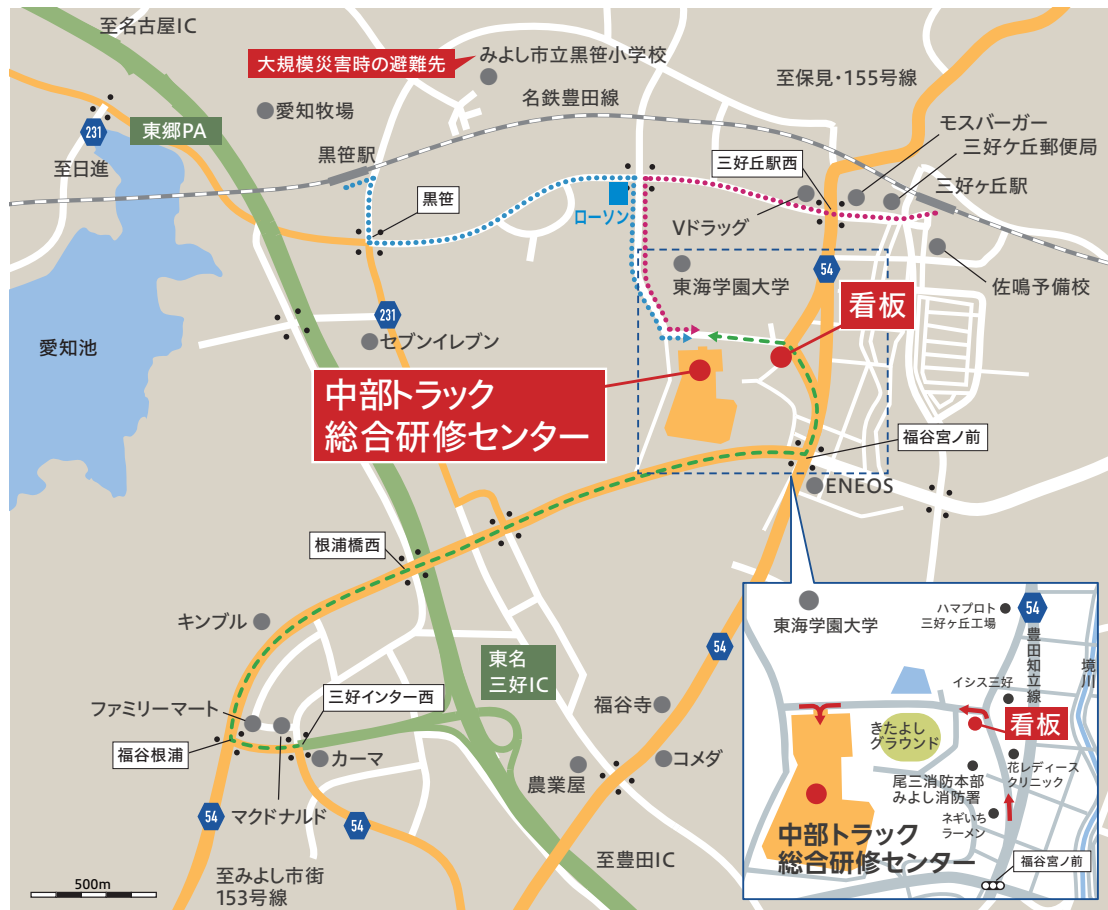 至名古屋IC
大規模災害時の避難先
みよし市立黒笹小学校
至保見・155号線
愛知牧場
名鉄豊田線
モスバーガー
231
東郷PA
三好ケ丘郵便局
黒笹駅
三好丘駅西
至日進
三好ヶ丘駅
黒笹
ローソン
Vドラッグ
54
東海学園大学
佐鳴予備校
看板
231
セブンイレブン
愛知池
中部トラック
総合研修センター
福谷宮ノ前
ENEOS
根浦橋西
キンブル
54
東名
三好IC
三好インター西
ファミリーマート
福谷寺
福谷根浦
カーマ
コメダ
農業屋
54
マクドナルド
54
至豊田IC
至みよし市街
153号線
500m
東海学園大学
ハマプロト
三好ヶ丘工場
54
豊田知立線
境川
イシス三好
看板
きたよし
グラウンド
花レディース
クリニック
尾三消防本部
みよし消防署
ネギいち
ラーメン
中部トラック
総合研修センター
福谷宮ノ前